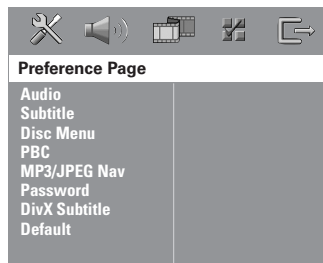 Preference Page
Audio
Subtitle
Disc Menu
PBC
MP3/JPEG Nav
Password
DivX Subtitle
Default